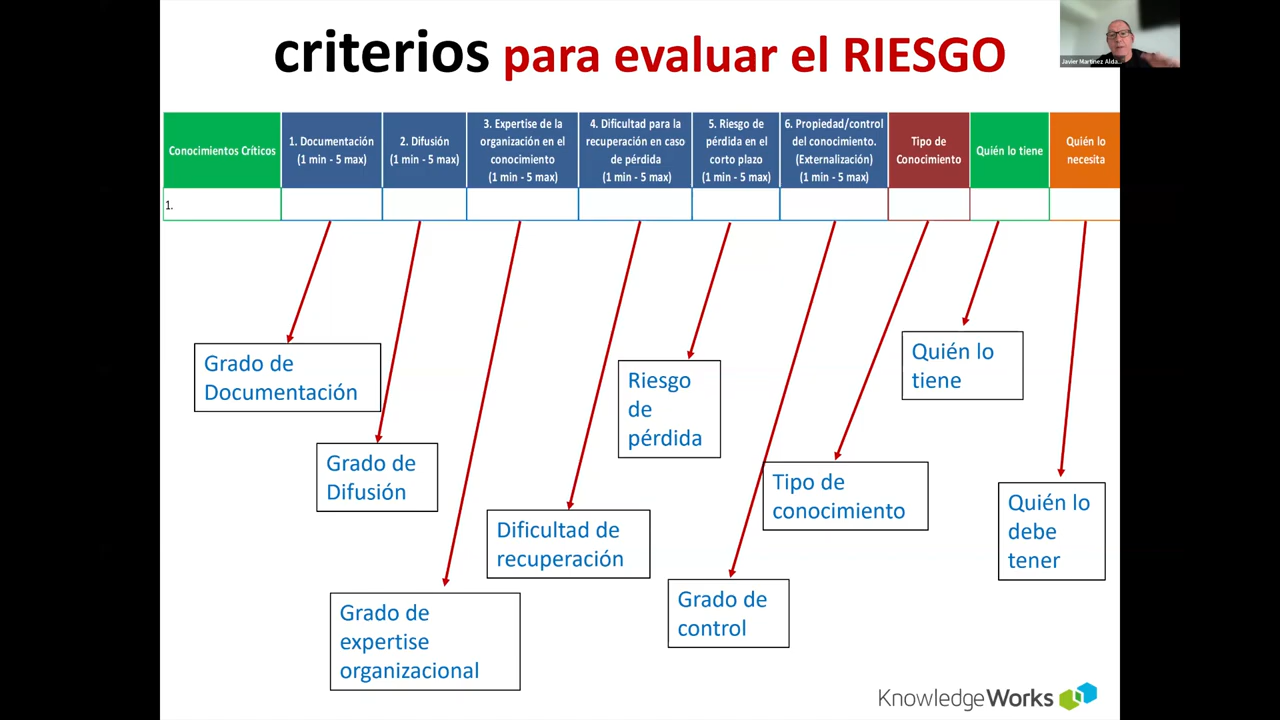 criterios para evaluar el RIESGO
Javier Martínez Alda...
Conocimientos Críticos
1. Documentación
(1 min - 5 max)
2. Difusión
(1 min - 5 max)
3. Expertise de la
organización en el
conocimiento
(1 min - 5 max)
4. Dificultad para la
recuperación en caso
de pérdida
(1 min - 5 max)
5. Riesgo de
pérdida en el
corto plazo
(1 min - 5 max)
6. Propiedad/control
del conocimiento.
(Externalización)
(1 min - 5 max)
Tipo de
Conocimiento
Quién lo tiene
Quién lo
necesita
1.
Grado de
Documentación
Grado de
Difusión
Grado de
expertise
organizacional
Dificultad de
recuperación
Riesgo
de
pérdida
Grado de
control
Tipo de
conocimiento
Quién lo
tiene
Quién lo
debe
tener
KnowledgeWorks